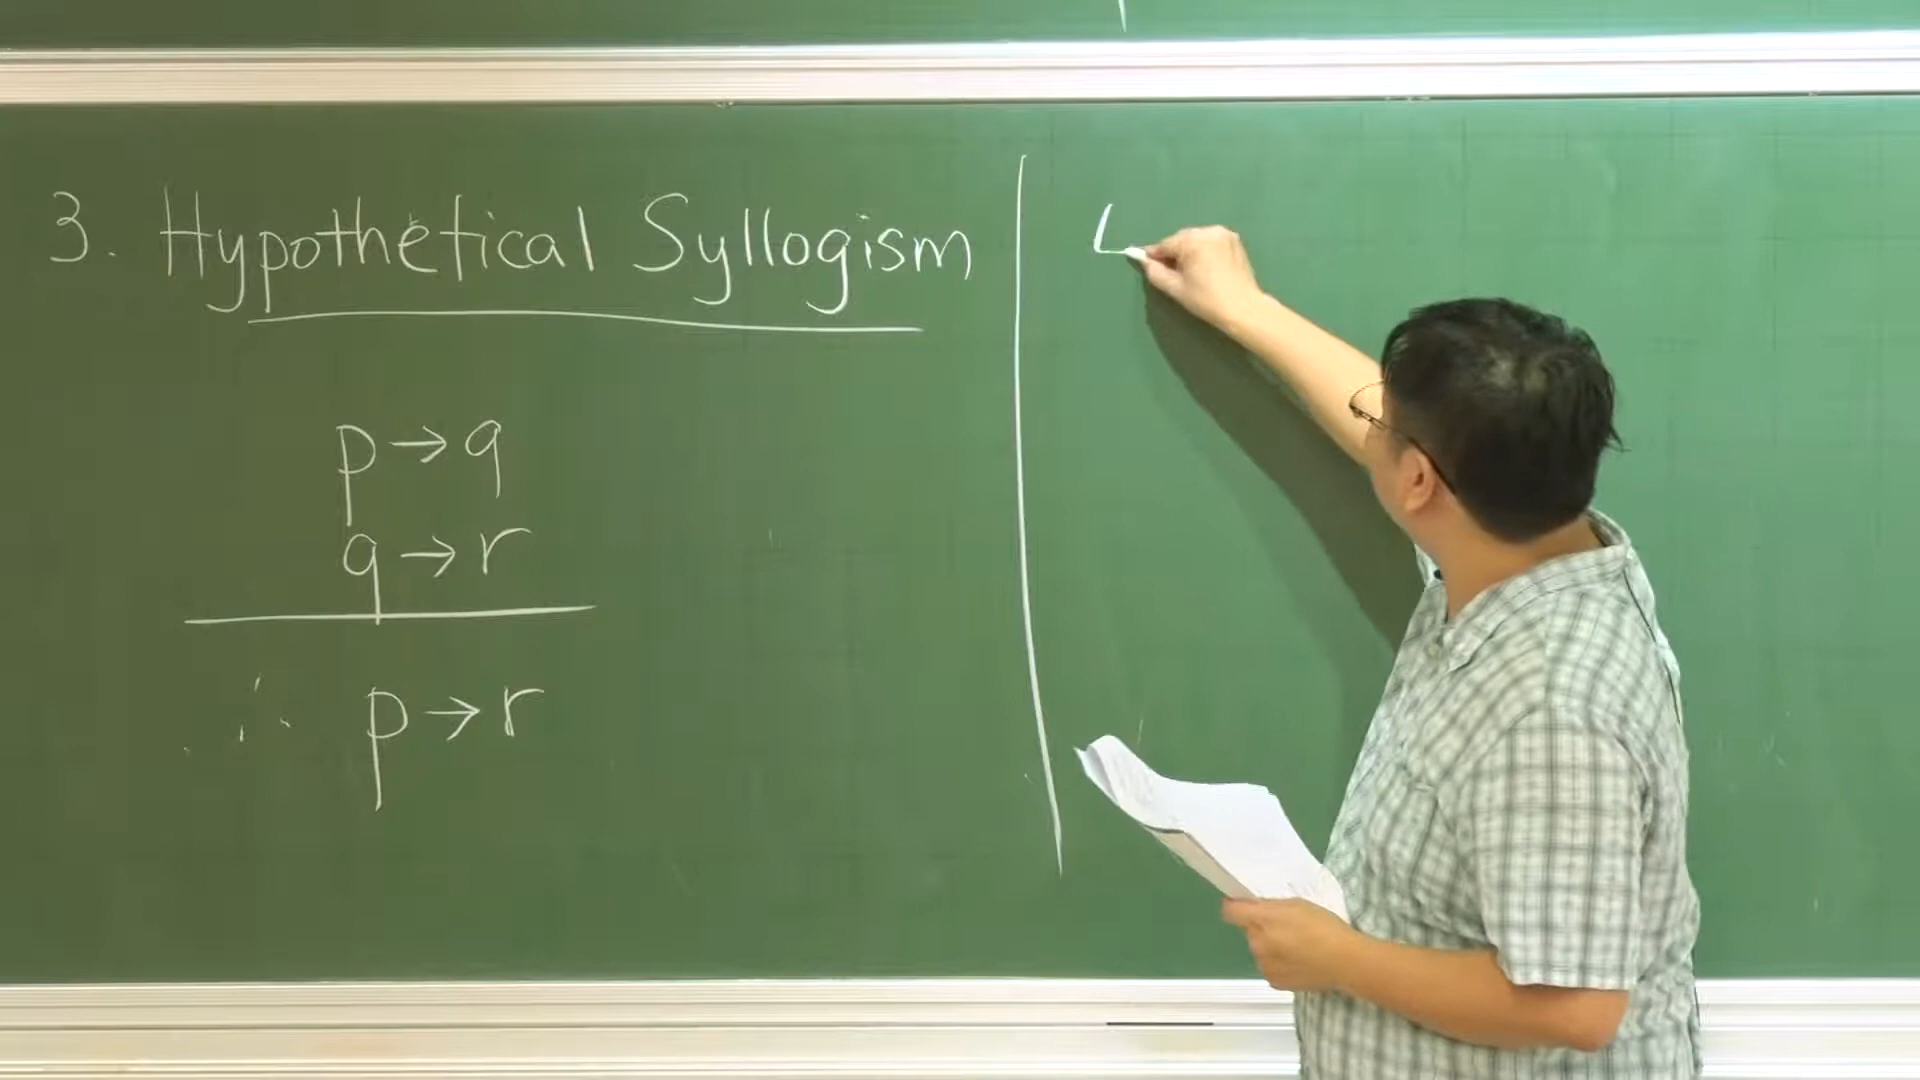 3. Hypothetical Syllogism
p → q
q → r
∴ p → r